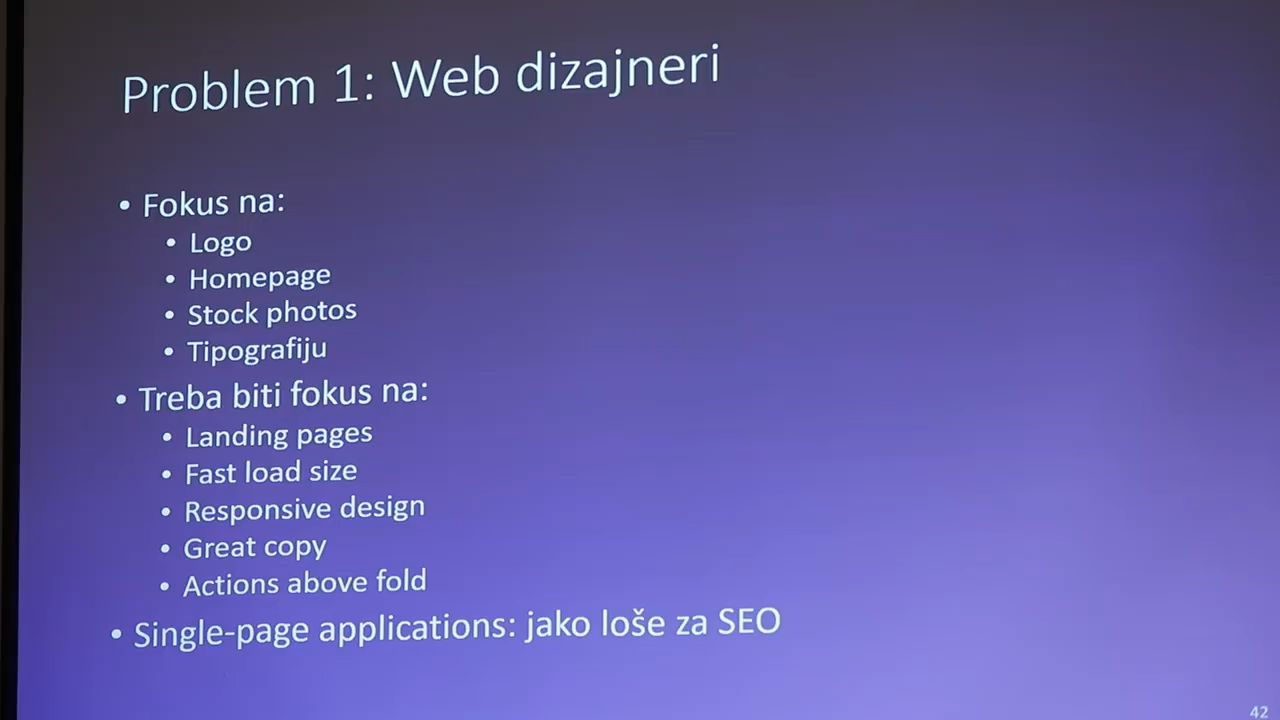 Problem 1: Web dizajneri
• Fokus na:
• Logo
• Homepage
• Stock photos
• Tipografiju
• Treba biti fokus na:
• Landing pages
• Fast load size
• Responsive design
• Great copy
• Actions above fold
• Single-page applications: jako loše za SEO
42